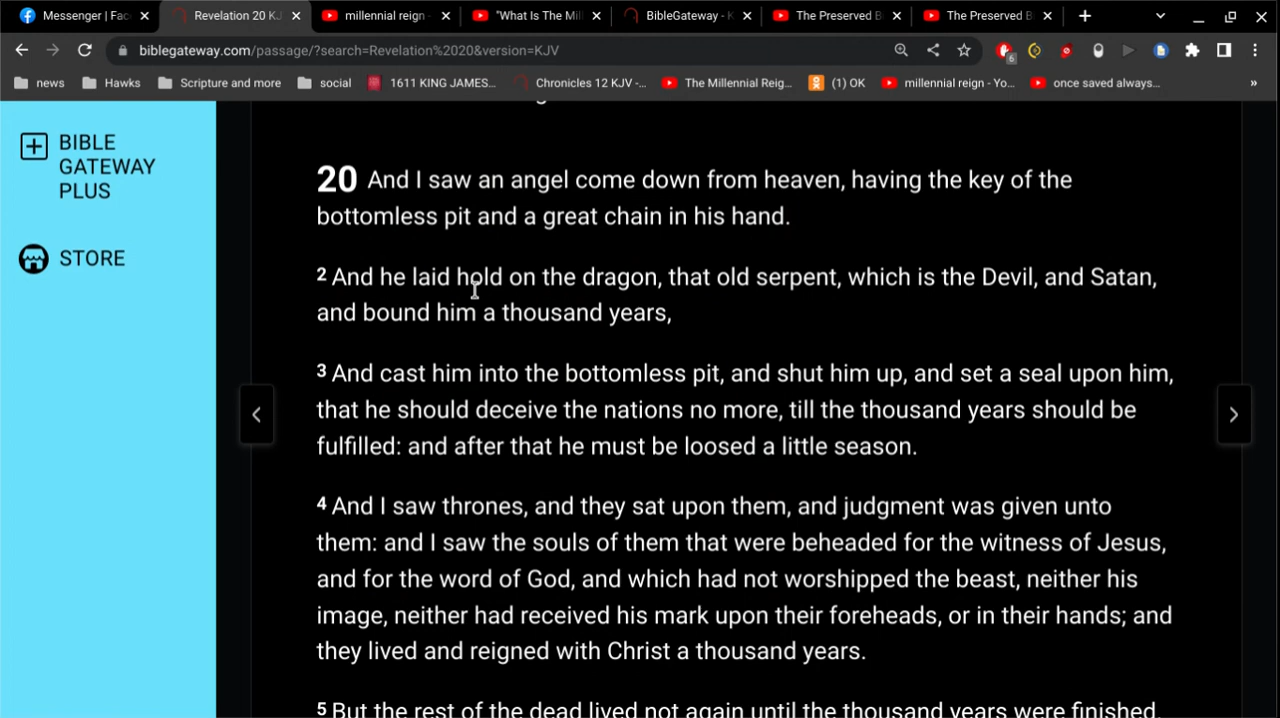 Messenger | Fac
Revelation 20 KJ
millennial reign -
"What Is The Mil
BibleGateway - K
The Preserved B
The Preserved B
biblegateway.com/passage/?search=Revelation%2020&version=KJV
6
news
Hawks
Scripture and more
social
1611 KING JAMES...
Chronicles 12 KJV -...
The Millennial Reig...
(1) OK
millennial reign - Yo...
once saved always...
»
BIBLE
GATEWAY
PLUS
STORE
20 And I saw an angel come down from heaven, having the key of the
bottomless pit and a great chain in his hand.
2 And he laid hold on the dragon, that old serpent, which is the Devil, and Satan,
and bound him a thousand years,
3 And cast him into the bottomless pit, and shut him up, and set a seal upon him,
that he should deceive the nations no more, till the thousand years should be
fulfilled: and after that he must be loosed a little season.
4 And I saw thrones, and they sat upon them, and judgment was given unto
them: and I saw the souls of them that were beheaded for the witness of Jesus,
and for the word of God, and which had not worshipped the beast, neither his
image, neither had received his mark upon their foreheads, or in their hands; and
they lived and reigned with Christ a thousand years.
5 But the rest of the dead lived not again until the thousand years were finished